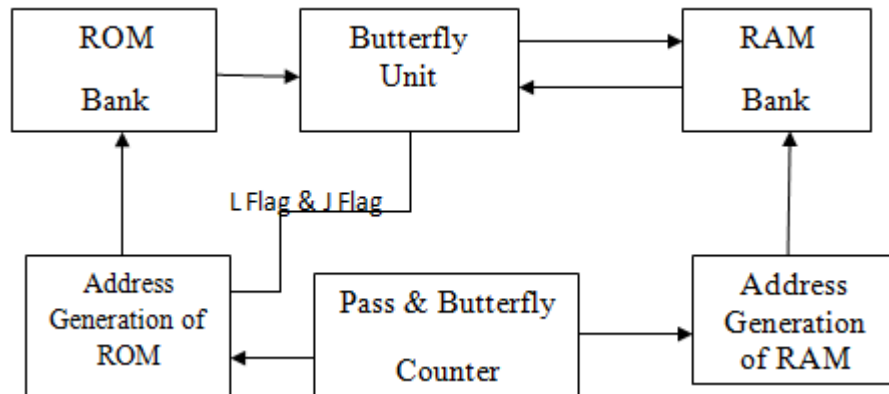 ROM
Bank
Butterfly
Unit
RAM
Bank
L Flag & J Flag
Address
Generation of
ROM
Pass & Butterfly
Counter
Address
Generation
of RAM